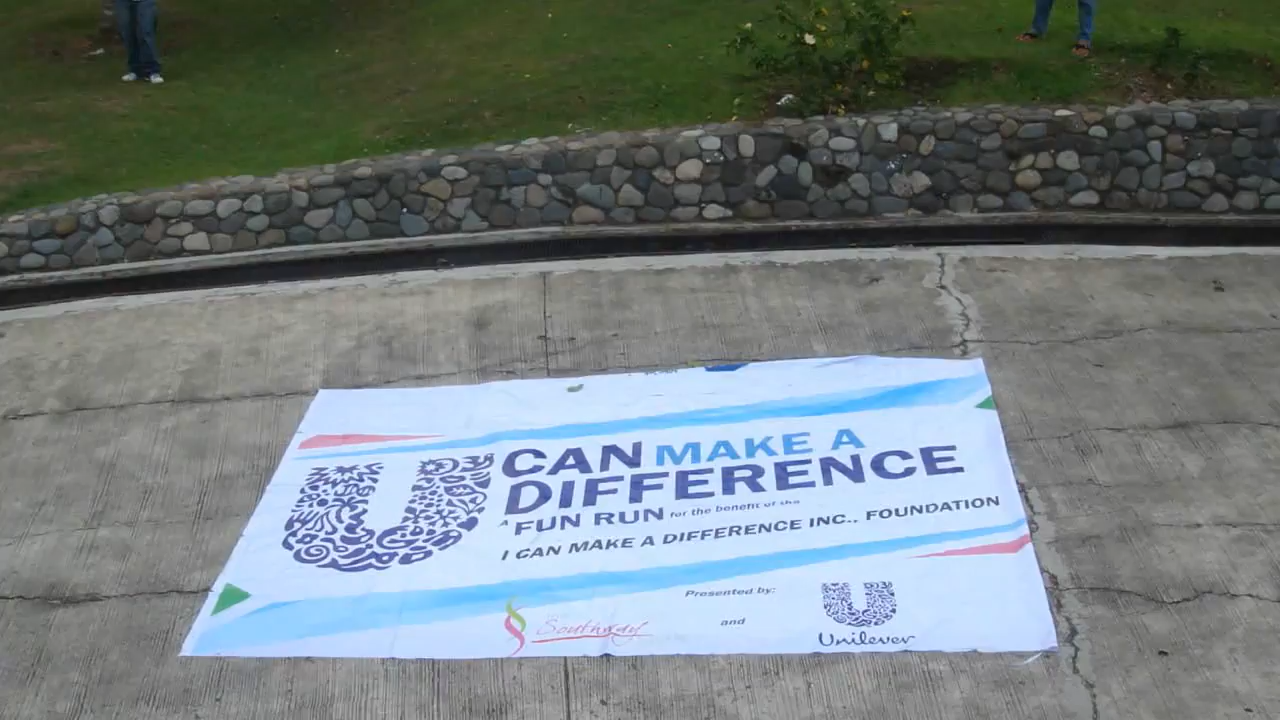 U CAN MAKE A
DIFFERENCE
A FUN RUN for the benefit of the
I CAN MAKE A DIFFERENCE INC., FOUNDATION
Presented by:
Southway and Unilever